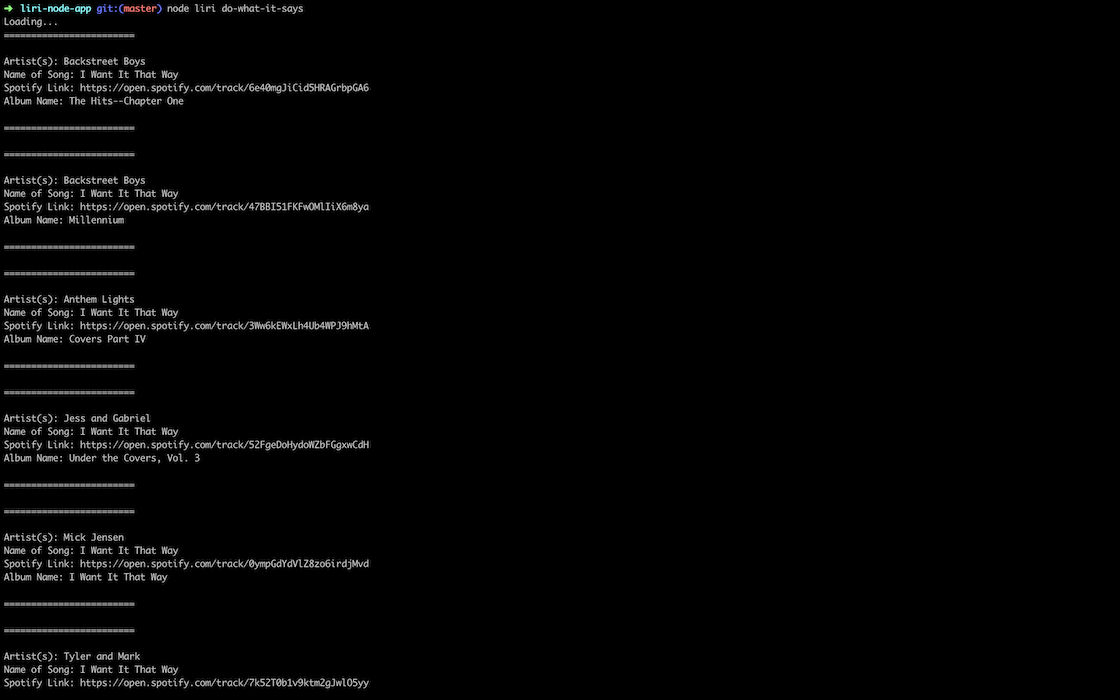 ➜ liri-node-app git:(master) node liri do-what-it-says
Loading...
========================
Artist(s): Backstreet Boys
Name of Song: I Want It That Way
Spotify Link: https://open.spotify.com/track/6e40mgJiCid5HRAGrbpGA6
Album Name: The Hits--Chapter One
========================
========================
Artist(s): Backstreet Boys
Name of Song: I Want It That Way
Spotify Link: https://open.spotify.com/track/47BBI51FKFwOMlIiX6m8ya
Album Name: Millennium
========================
========================
Artist(s): Anthem Lights
Name of Song: I Want It That Way
Spotify Link: https://open.spotify.com/track/3Ww6kEWxLh4Ub4WPJ9hMtA
Album Name: Covers Part IV
========================
========================
Artist(s): Jess and Gabriel
Name of Song: I Want It That Way
Spotify Link: https://open.spotify.com/track/52FgeDoHydoWZbFGgxwCdH
Album Name: Under the Covers, Vol. 3
========================
========================
Artist(s): Mick Jensen
Name of Song: I Want It That Way
Spotify Link: https://open.spotify.com/track/0ympGdYdVlZ8zo6irdjMvd
Album Name: I Want It That Way
========================
========================
Artist(s): Tyler and Mark
Name of Song: I Want It That Way
Spotify Link: https://open.spotify.com/track/7k52T0b1v9ktm2gJwlO5yy